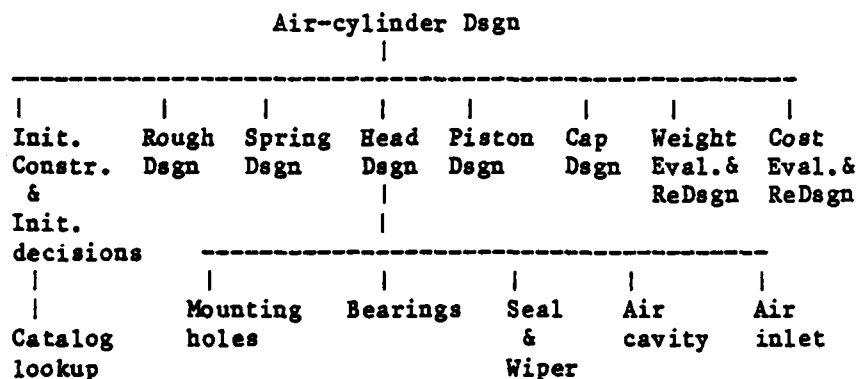 Air-cylinder Dsgn
Init. Rough Spring Head Piston Cap Weight Cost
Constr. Dsgn Dsgn Dsgn Dsgn Dsgn Eval.& Eval.&
& ReDsgn ReDsgn
Init.
decisions
Mounting Bearings Seal Air Air
Catalog holes & cavity inlet
lookup Wiper